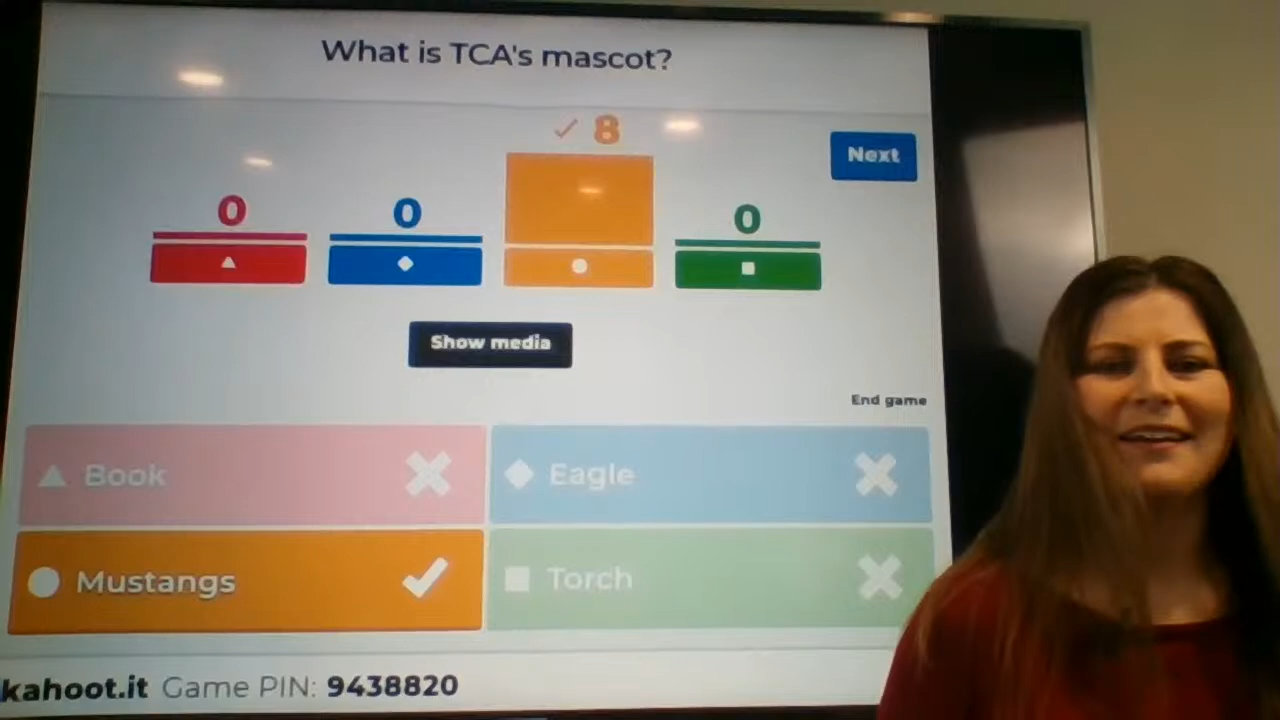 What is TCA's mascot?
8
Next
0
0
0
Show media
End game
Book
Eagle
Mustangs
Torch
kahoot.it Game PIN: 9438820